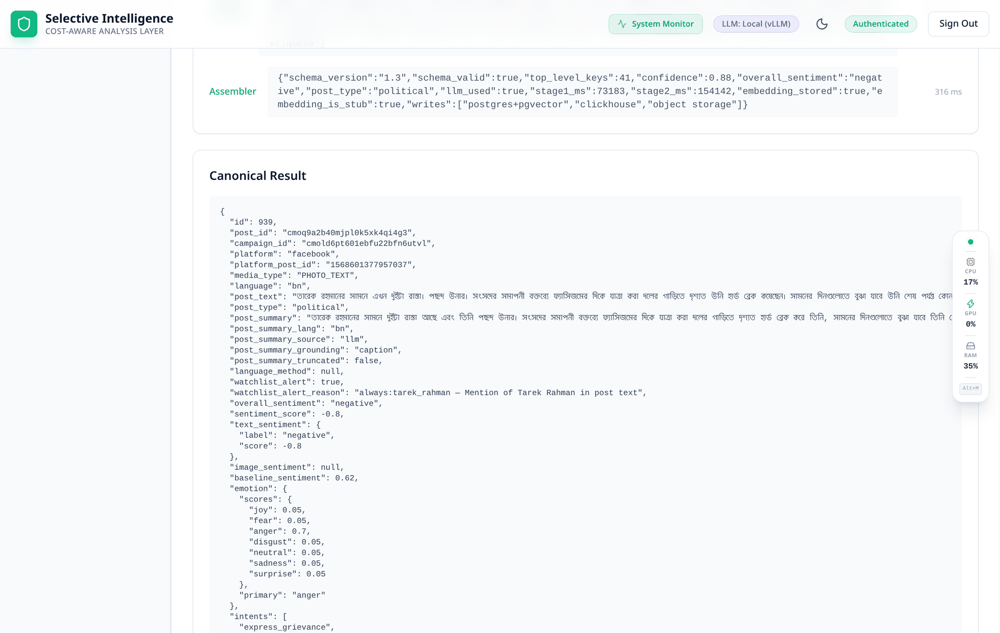 Selective Intelligence
COST-AWARE ANALYSIS LAYER
System Monitor
LLM: Local (vLLM)
Authenticated
Sign Out
er:queue"}
Assembler
{"schema_version":"1.3","schema_valid":true,"top_level_keys":41,"confidence":0.88,"overall_sentiment":"negat
ive","post_type":"political","llm_used":true,"stage1_ms":73183,"stage2_ms":154142,"embedding_stored":true,"e
mbedding_is_stub":true,"writes":["postgres+pgvector","clickhouse","object storage"]}
316 ms
Canonical Result
{
"id": 939,
"post_id": "cmoq9a2b40mjpl0k5xk4qi4g3",
"campaign_id": "cmold6pt601ebfu22bfn6utvl",
"platform": "facebook",
"platform_post_id": "1568601377957037",
"media_type": "PHOTO_TEXT",
"language": "bn",
"post_text": "তারেক রহমানের সামনে এখন দুইটা রাস্তা। পছন্দ উনার। সংসদের সমাপনী বক্তব্যে ফ্যাসিজমের দিকে যাত্রা করা দলের গাড়িতে দৃশ্যত উনি হার্ড ব্রেক কষেছেন। সামনের দিনগুলোতে বুঝা যাবে উনি শেষ পর্যন্ত কোন
"post_type": "political",
"post_summary": "তারেক রহমানের সামনে দুইটা রাস্তা আছে এবং তিনি পছন্দ উনার। সংসদের সমাপনী বক্তব্যে ফ্যাসিজমের দিকে যাত্রা করা দলের গাড়িতে দৃশ্যত হার্ড ব্রেক করে তিনি, সামনের দিনগুলোতে বুঝা যাবে তিনি
"post_summary_lang": "bn",
"post_summary_source": "llm",
"post_summary_grounding": "caption",
"post_summary_truncated": false,
"language_method": null,
"watchlist_alert": true,
"watchlist_alert_reason": "always:tarek_rahman — Mention of Tarek Rahman in post text",
"overall_sentiment": "negative",
"sentiment_score": -0.8,
"text_sentiment": {
"label": "negative",
"score": -0.8
},
"image_sentiment": null,
"baseline_sentiment": 0.62,
"emotion": {
"scores": {
"joy": 0.05,
"fear": 0.05,
"anger": 0.7,
"disgust": 0.05,
"neutral": 0.05,
"sadness": 0.05,
"surprise": 0.05
},
"primary": "anger"
},
"intents": [
"express_grievance",
CPU
17%
GPU
0%
RAM
35%
Alt+M